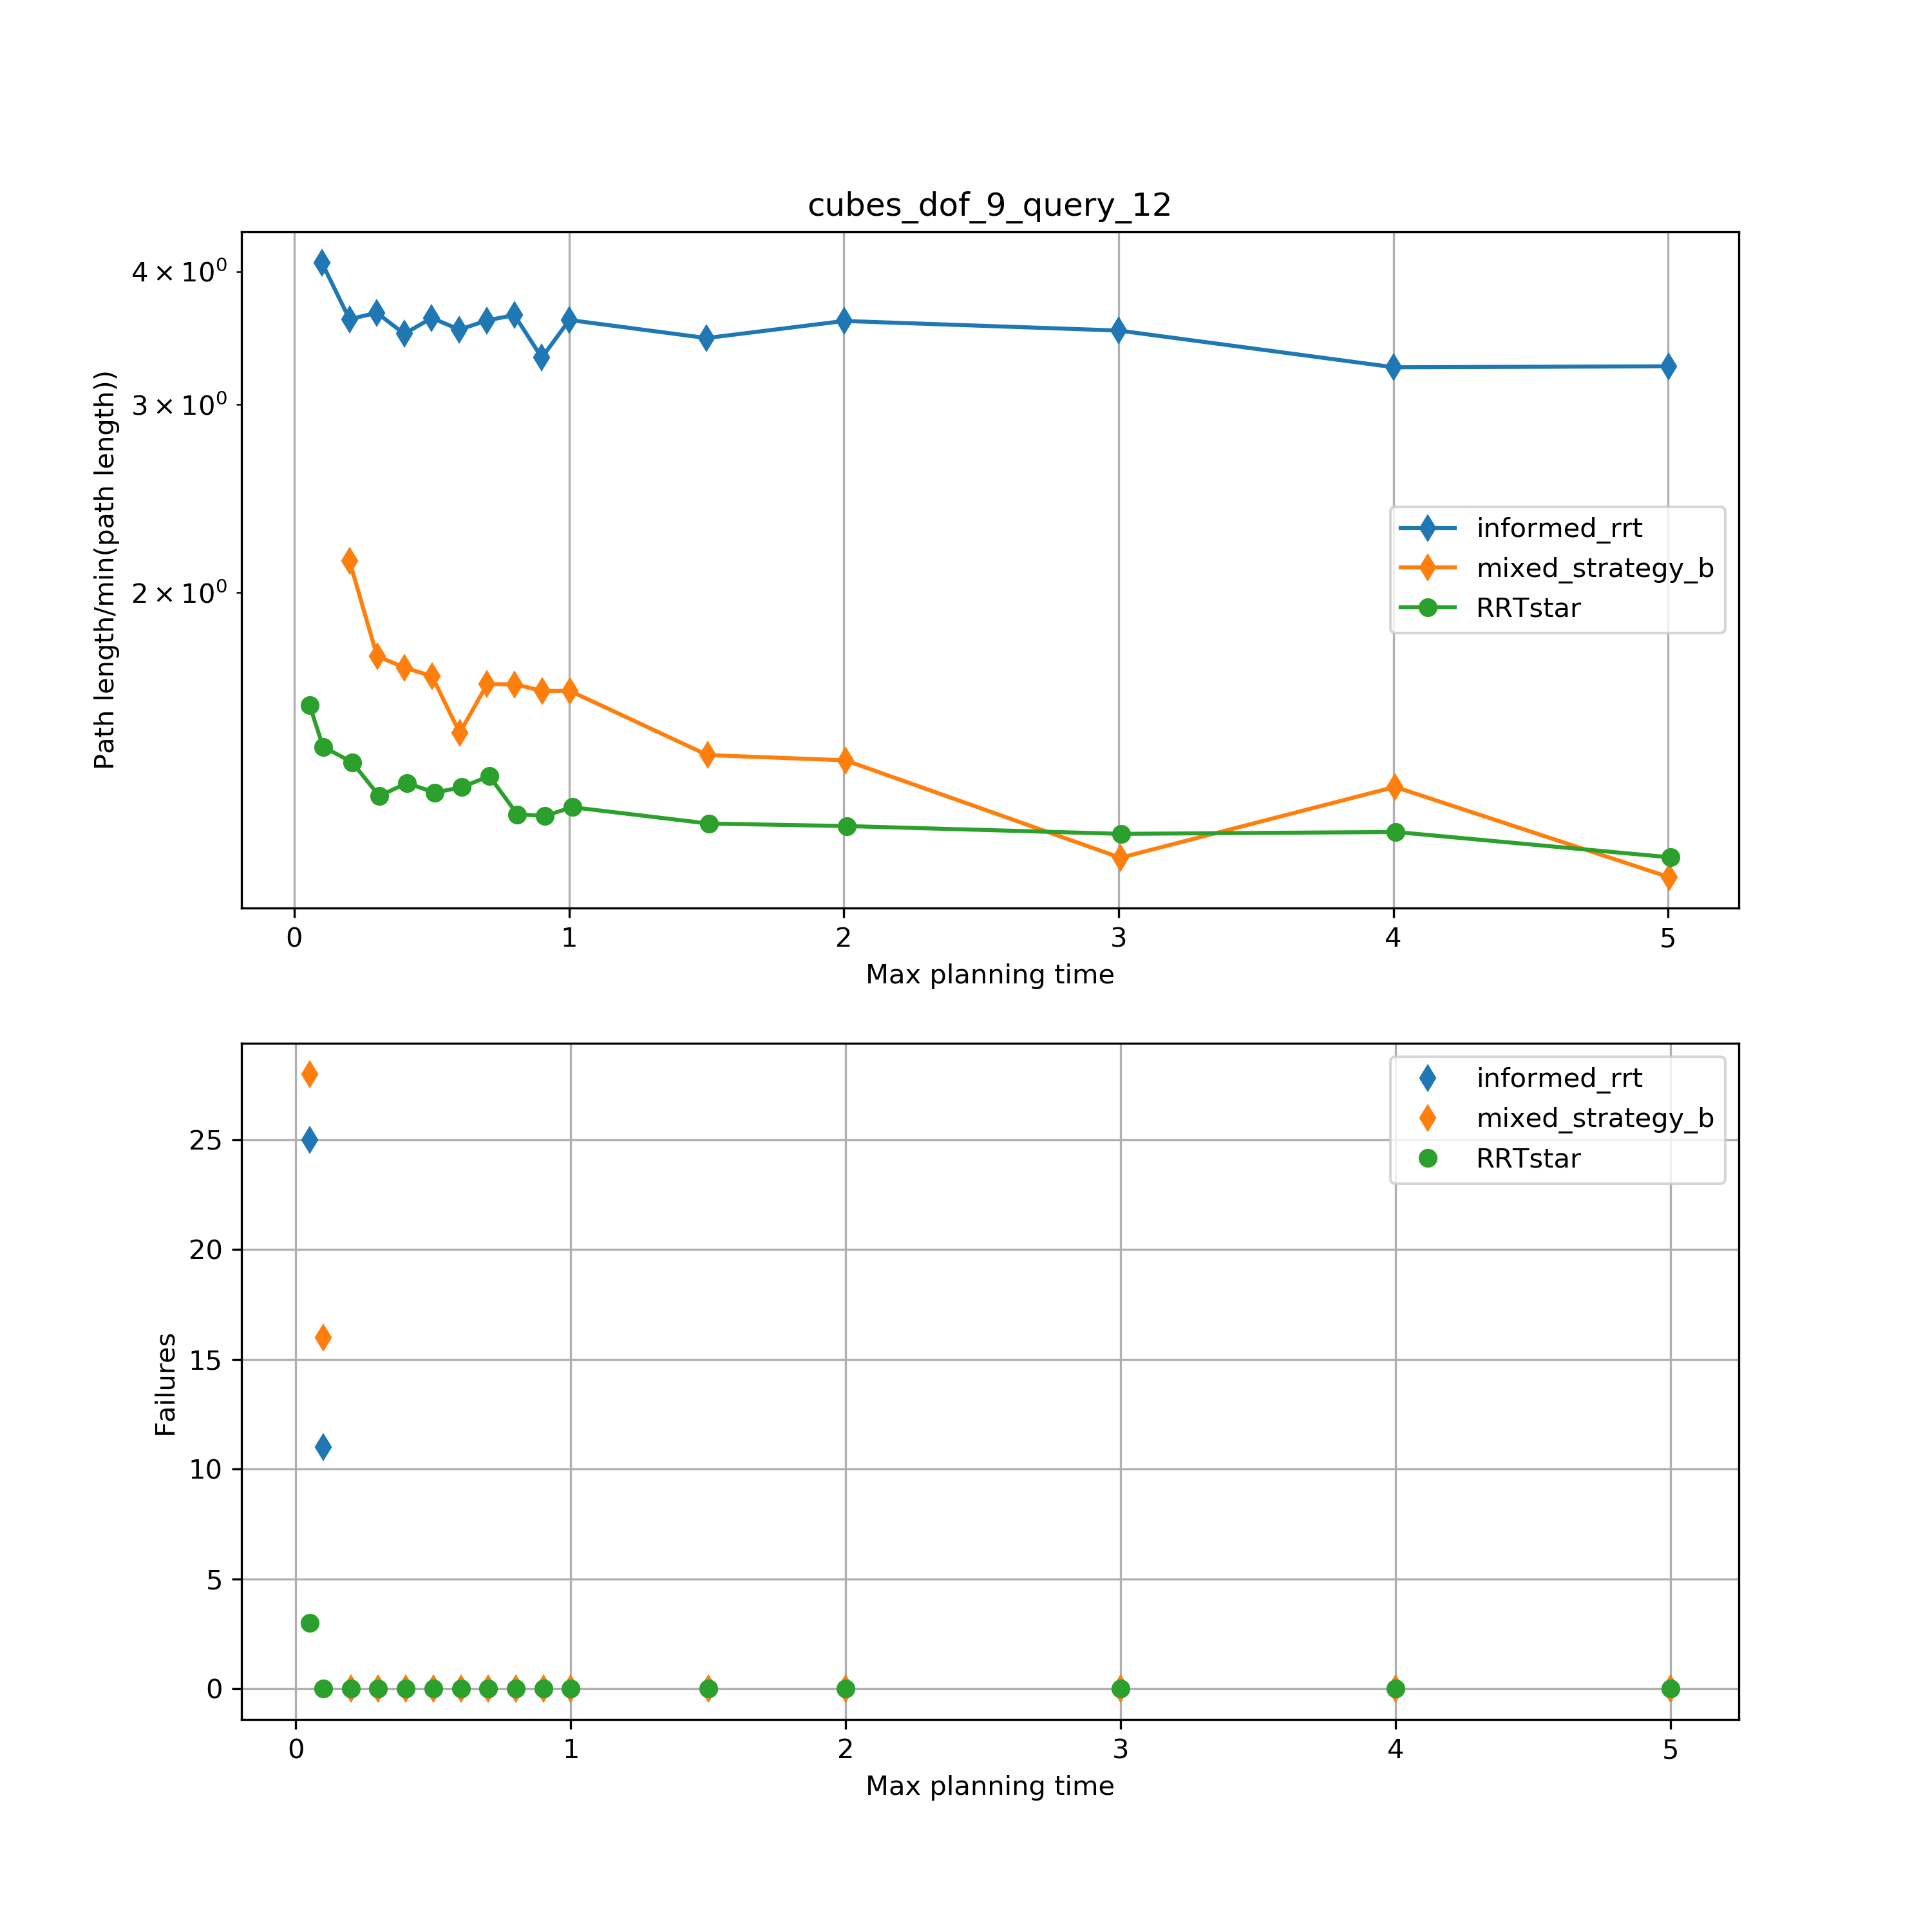 cubes_dof_9_query_12
4 × 10⁰
3 × 10⁰
2 × 10⁰
Path length/min(path length))
informed_rrt
mixed_strategy_b
RRTstar
0 1 2 3 4 5
Max planning time
informed_rrt
mixed_strategy_b
RRTstar
25
20
15
10
5
0
Failures
0 1 2 3 4 5
Max planning time